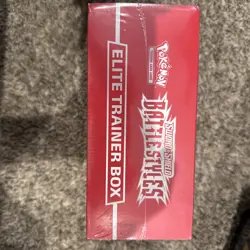 Pokémon
SWORD & SHIELD
BATTLE STYLES
ELITE TRAINER BOX